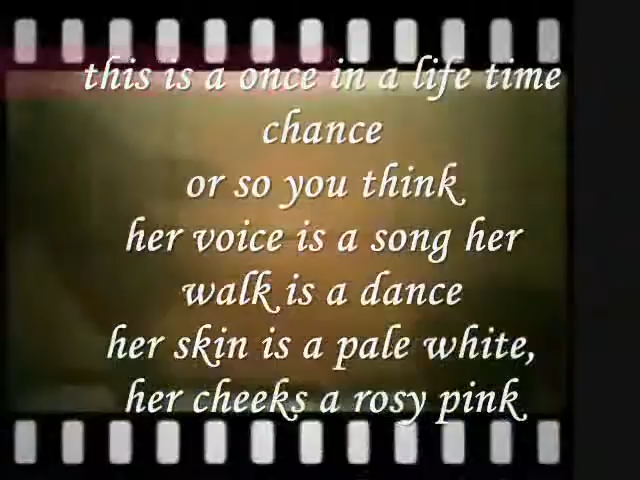 this is a once in a life time
chance
or so you think
her voice is a song her
walk is a dance
her skin is a pale white,
her cheeks a rosy pink